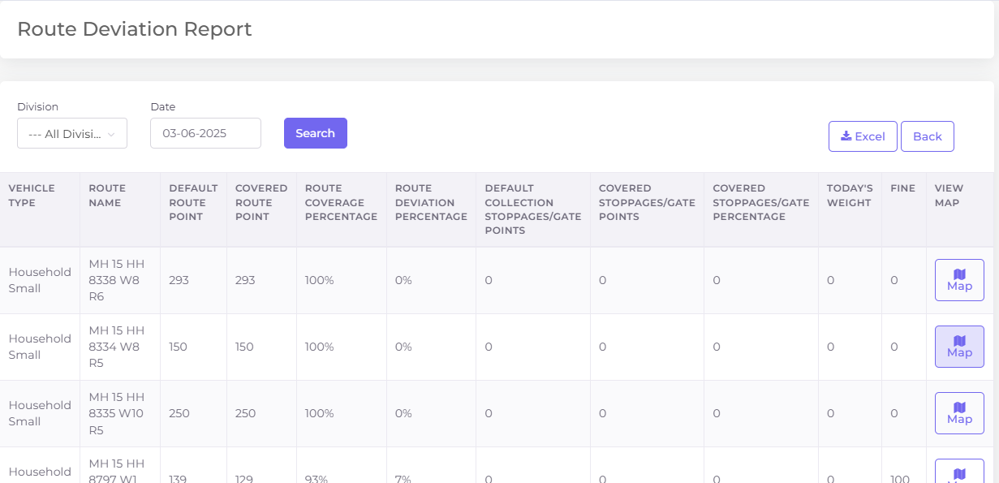 Route Deviation Report
Division
Date
--- All Divisi...
03-06-2025
Search
Excel
Back
VEHICLE TYPE
ROUTE NAME
DEFAULT ROUTE POINT
COVERED ROUTE POINT
ROUTE COVERAGE PERCENTAGE
ROUTE DEVIATION PERCENTAGE
DEFAULT COLLECTION STOPPAGES/GATE POINTS
COVERED STOPPAGES/GATE POINTS
COVERED STOPPAGES/GATE PERCENTAGE
TODAY'S WEIGHT
FINE
VIEW MAP
Household Small
MH 15 HH 8338 W8 R6
293
293
100%
0%
0
0
0
0
0
Map
Household Small
MH 15 HH 8334 W8 R5
150
150
100%
0%
0
0
0
0
0
Map
Household Small
MH 15 HH 8335 W10 R5
250
250
100%
0%
0
0
0
0
0
Map
Household
MH 15 HH 8797 W1
139
129
93%
7%
0
0
0
0
100